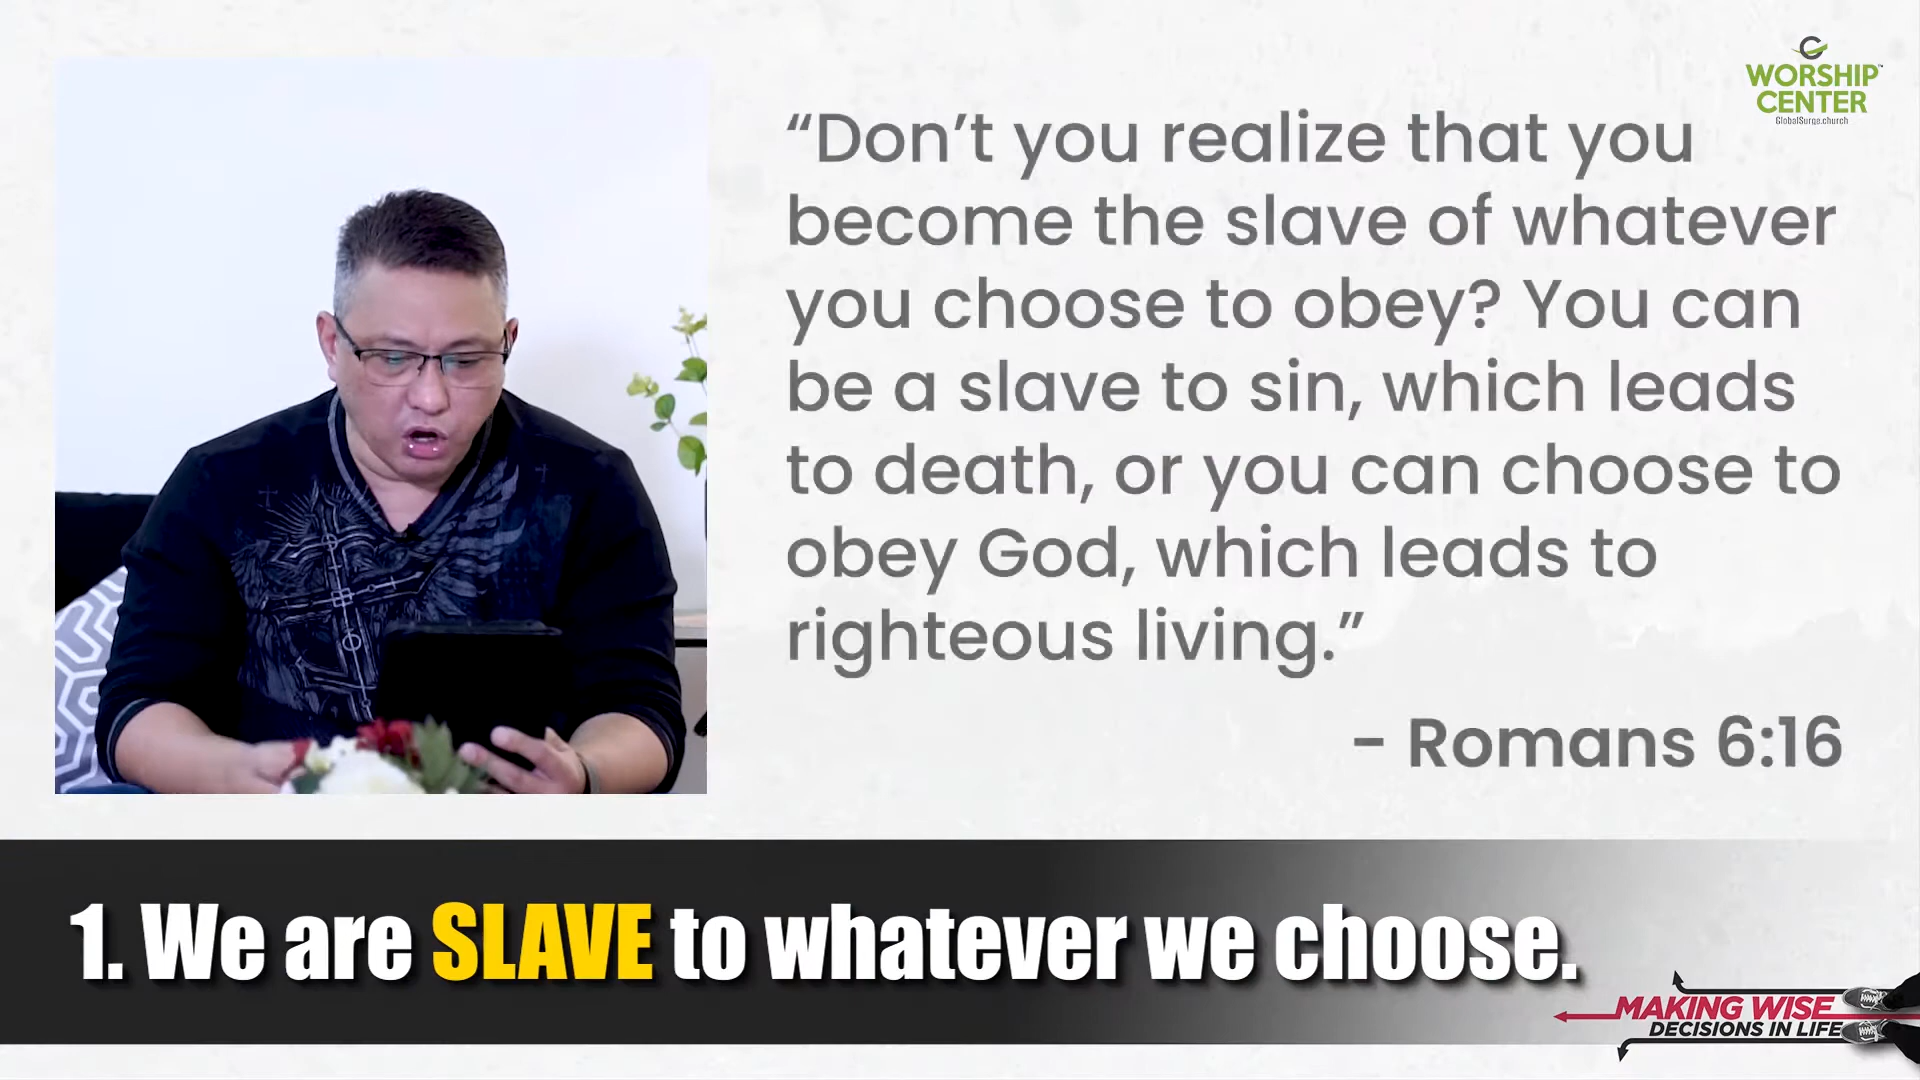 WORSHIP™
CENTER
GlobalSurge.church
“Don’t you realize that you
become the slave of whatever
you choose to obey? You can
be a slave to sin, which leads
to death, or you can choose to
obey God, which leads to
righteous living.”
- Romans 6:16
1. We are SLAVE to whatever we choose.
MAKING WISE
DECISIONS IN LIFE